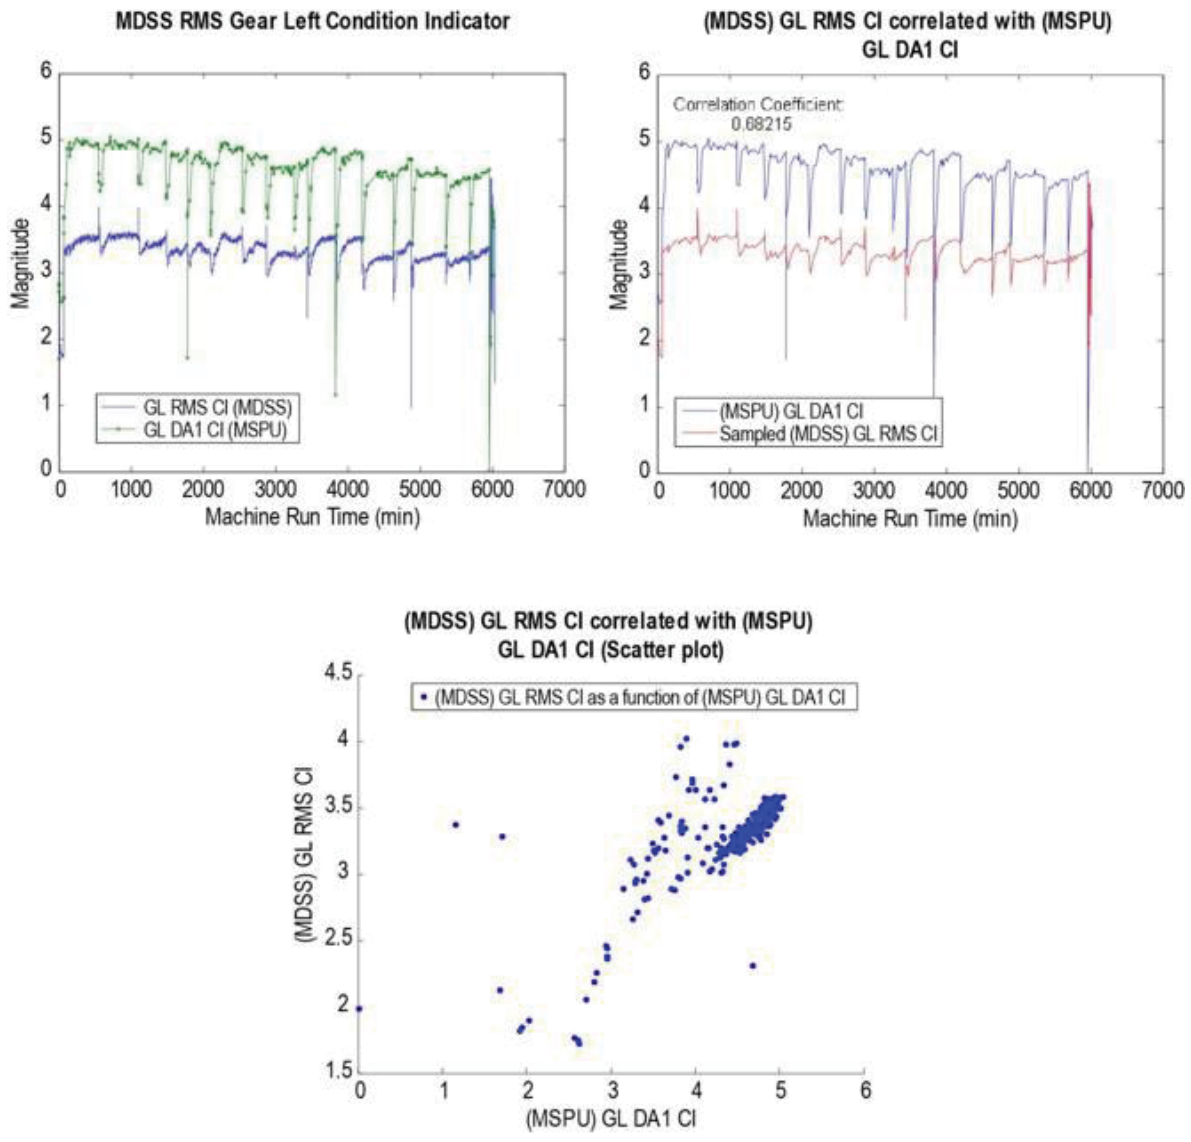 MDSS RMS Gear Left Condition Indicator
6
5
4
3
2
1
0
Magnitude
GL RMS CI (MDSS)
GL DA1 CI (MSPU)
0 1000 2000 3000 4000 5000 6000 7000
Machine Run Time (min)
(MDSS) GL RMS CI correlated with (MSPU)
GL DA1 CI
6
5
4
3
2
1
0
Magnitude
Correlation Coefficient:
0.68215
(MSPU) GL DA1 CI
Sampled (MDSS) GL RMS CI
0 1000 2000 3000 4000 5000 6000 7000
Machine Run Time (min)
(MDSS) GL RMS CI correlated with (MSPU)
GL DA1 CI (Scatter plot)
4.5
4
3.5
3
2.5
2
1.5
(MDSS) GL RMS CI
(MDSS) GL RMS CI as a function of (MSPU) GL DA1 CI
0 1 2 3 4 5 6
(MSPU) GL DA1 CI